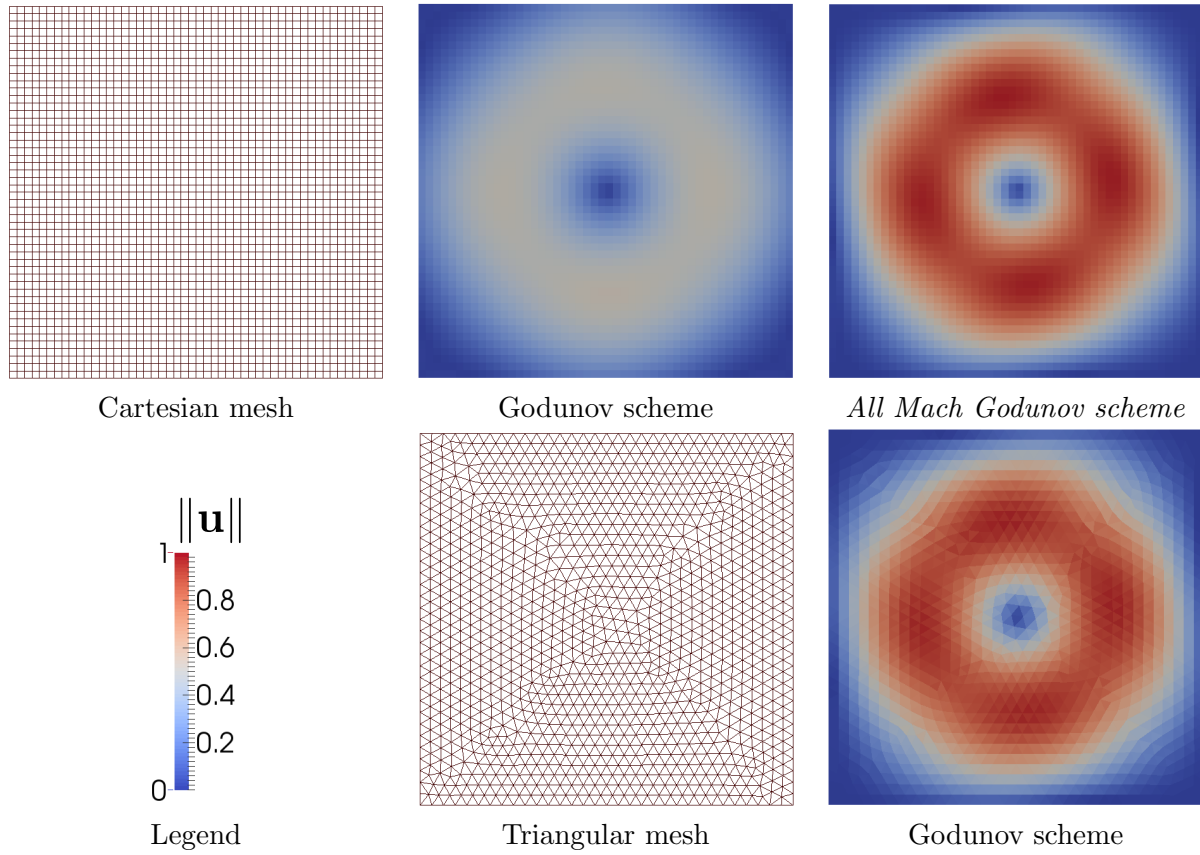 Cartesian mesh
Godunov scheme
All Mach Godunov scheme
||u||
1
0.8
0.6
0.4
0.2
0
Legend
Triangular mesh
Godunov scheme